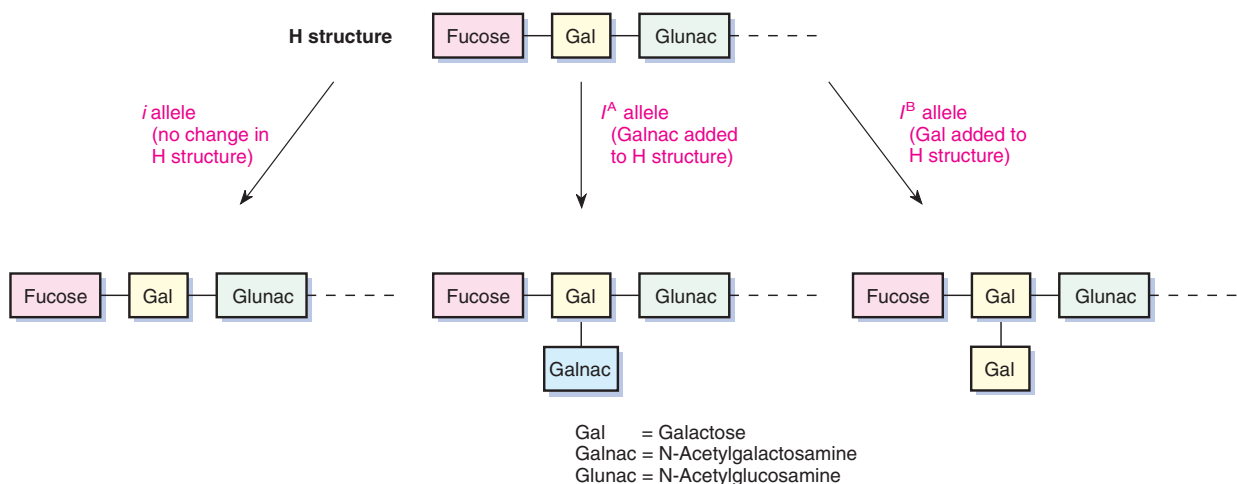 H structure
Fucose Gal Glunac
i allele
(no change in
H structure)
I^A allele
(Galnac added
to H structure)
I^B allele
(Gal added to
H structure)
Fucose Gal Glunac
Fucose Gal Glunac
Galnac
Fucose Gal Glunac
Gal
Gal = Galactose
Galnac = N-Acetylgalactosamine
Glunac = N-Acetylglucosamine